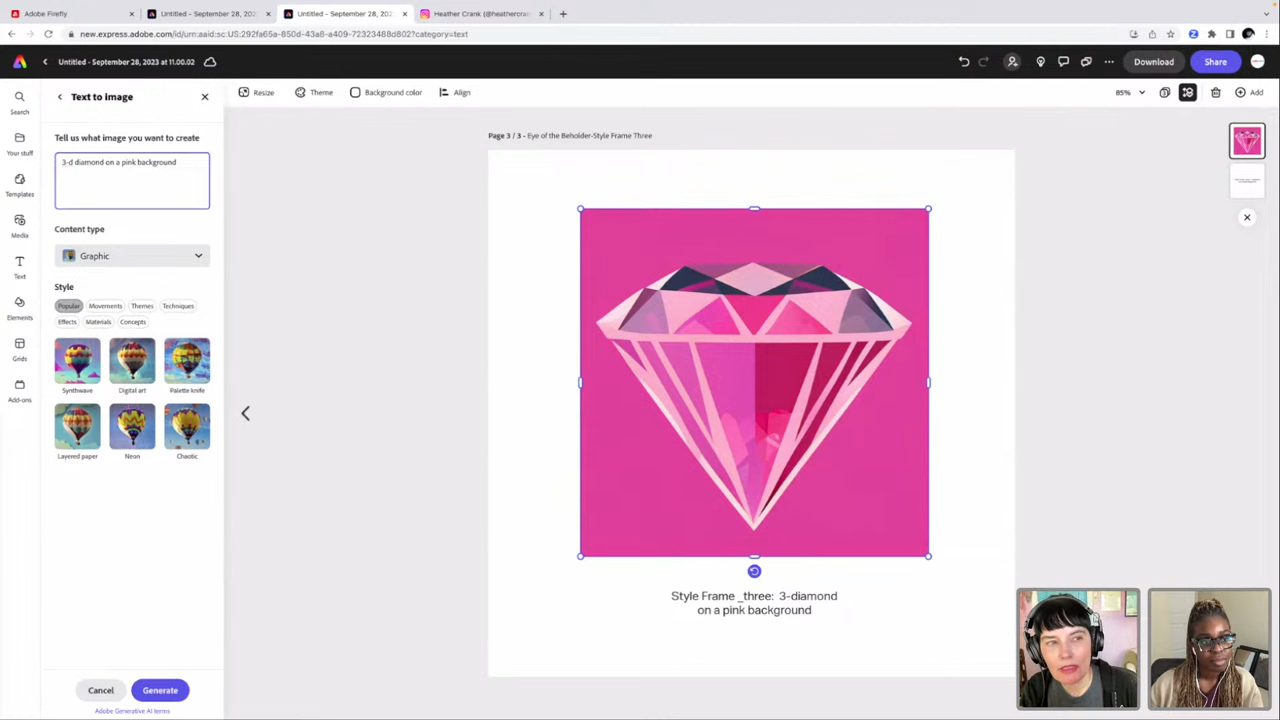 Adobe Firefly
Untitled - September 28, 202
Untitled - September 28, 202
Heather Crank (@heathercran
new.express.adobe.com/id/urn:aaid:sc:US:292fa65a-850d-43a8-a409-72323468d802?category=text
Untitled - September 28, 2023 at 11.00.02
Download
Share
Search
Your stuff
Templates
Media
Text
Elements
Grids
Add-ons
Text to image
Tell us what image you want to create
3-d diamond on a pink background
Content type
Graphic
Style
Popular
Movements
Themes
Techniques
Effects
Materials
Concepts
Synthwave
Digital art
Palette knife
Layered paper
Neon
Chaotic
Cancel
Generate
Adobe Generative AI terms
Resize
Theme
Background color
Align
85%
Add
Page 3 / 3 - Eye of the Beholder-Style Frame Three
Style Frame _three: 3-diamond
on a pink background